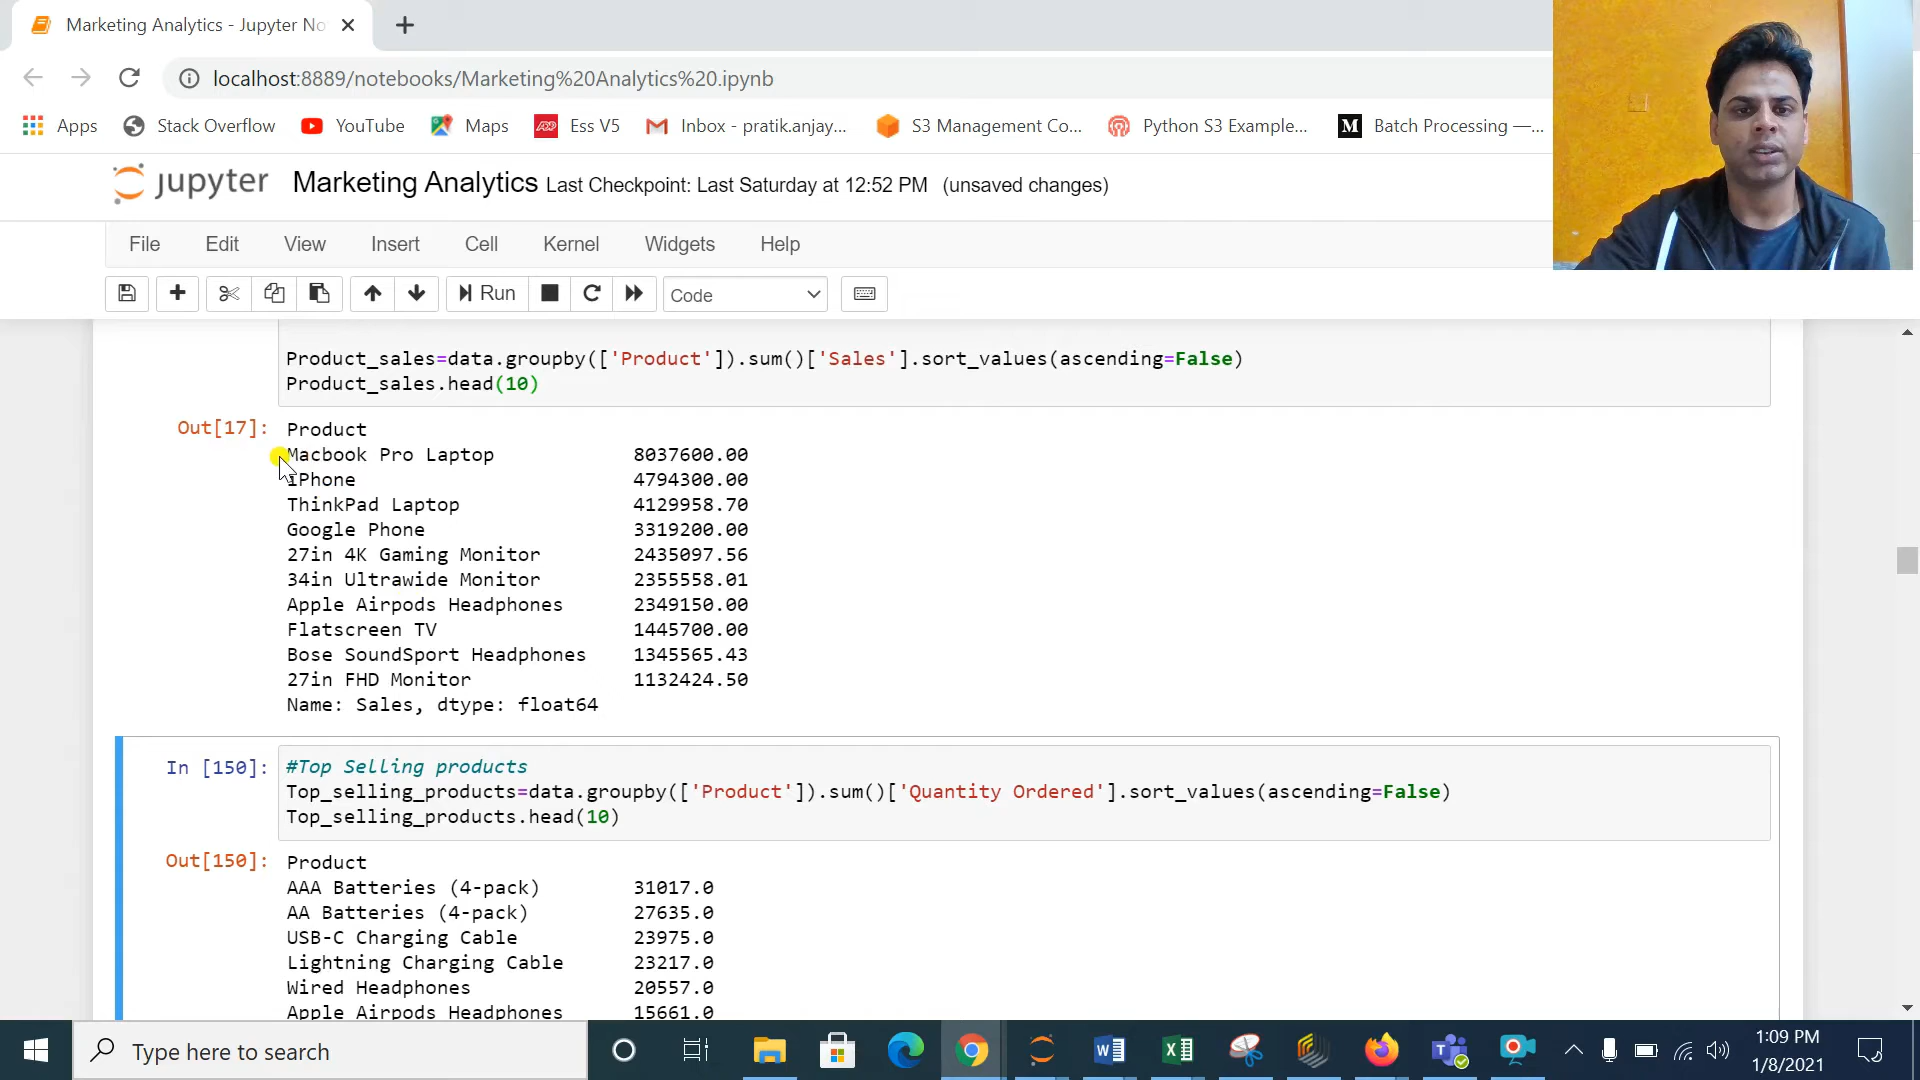 Marketing Analytics - Jupyter No
localhost:8889/notebooks/Marketing%20Analytics%20.ipynb
Apps
Stack Overflow
YouTube
Maps
ADP
Ess V5
Inbox - pratik.anjay...
S3 Management Co...
Python S3 Example...
M
Batch Processing —...
jupyter
Marketing Analytics Last Checkpoint: Last Saturday at 12:52 PM (unsaved changes)
File Edit View Insert Cell Kernel Widgets Help
Run
Code
Product_sales=data.groupby(['Product']).sum()['Sales'].sort_values(ascending=False)
Product_sales.head(10)
Out[17]: Product
Macbook Pro Laptop 8037600.00
iPhone 4794300.00
ThinkPad Laptop 4129958.70
Google Phone 3319200.00
27in 4K Gaming Monitor 2435097.56
34in Ultrawide Monitor 2355558.01
Apple Airpods Headphones 2349150.00
Flatscreen TV 1445700.00
Bose SoundSport Headphones 1345565.43
27in FHD Monitor 1132424.50
Name: Sales, dtype: float64
In [150]: #Top Selling products
Top_selling_products=data.groupby(['Product']).sum()['Quantity Ordered'].sort_values(ascending=False)
Top_selling_products.head(10)
Out[150]: Product
AAA Batteries (4-pack) 31017.0
AA Batteries (4-pack) 27635.0
USB-C Charging Cable 23975.0
Lightning Charging Cable 23217.0
Wired Headphones 20557.0
Apple Airpods Headphones 15661.0
Type here to search
1:09 PM
1/8/2021